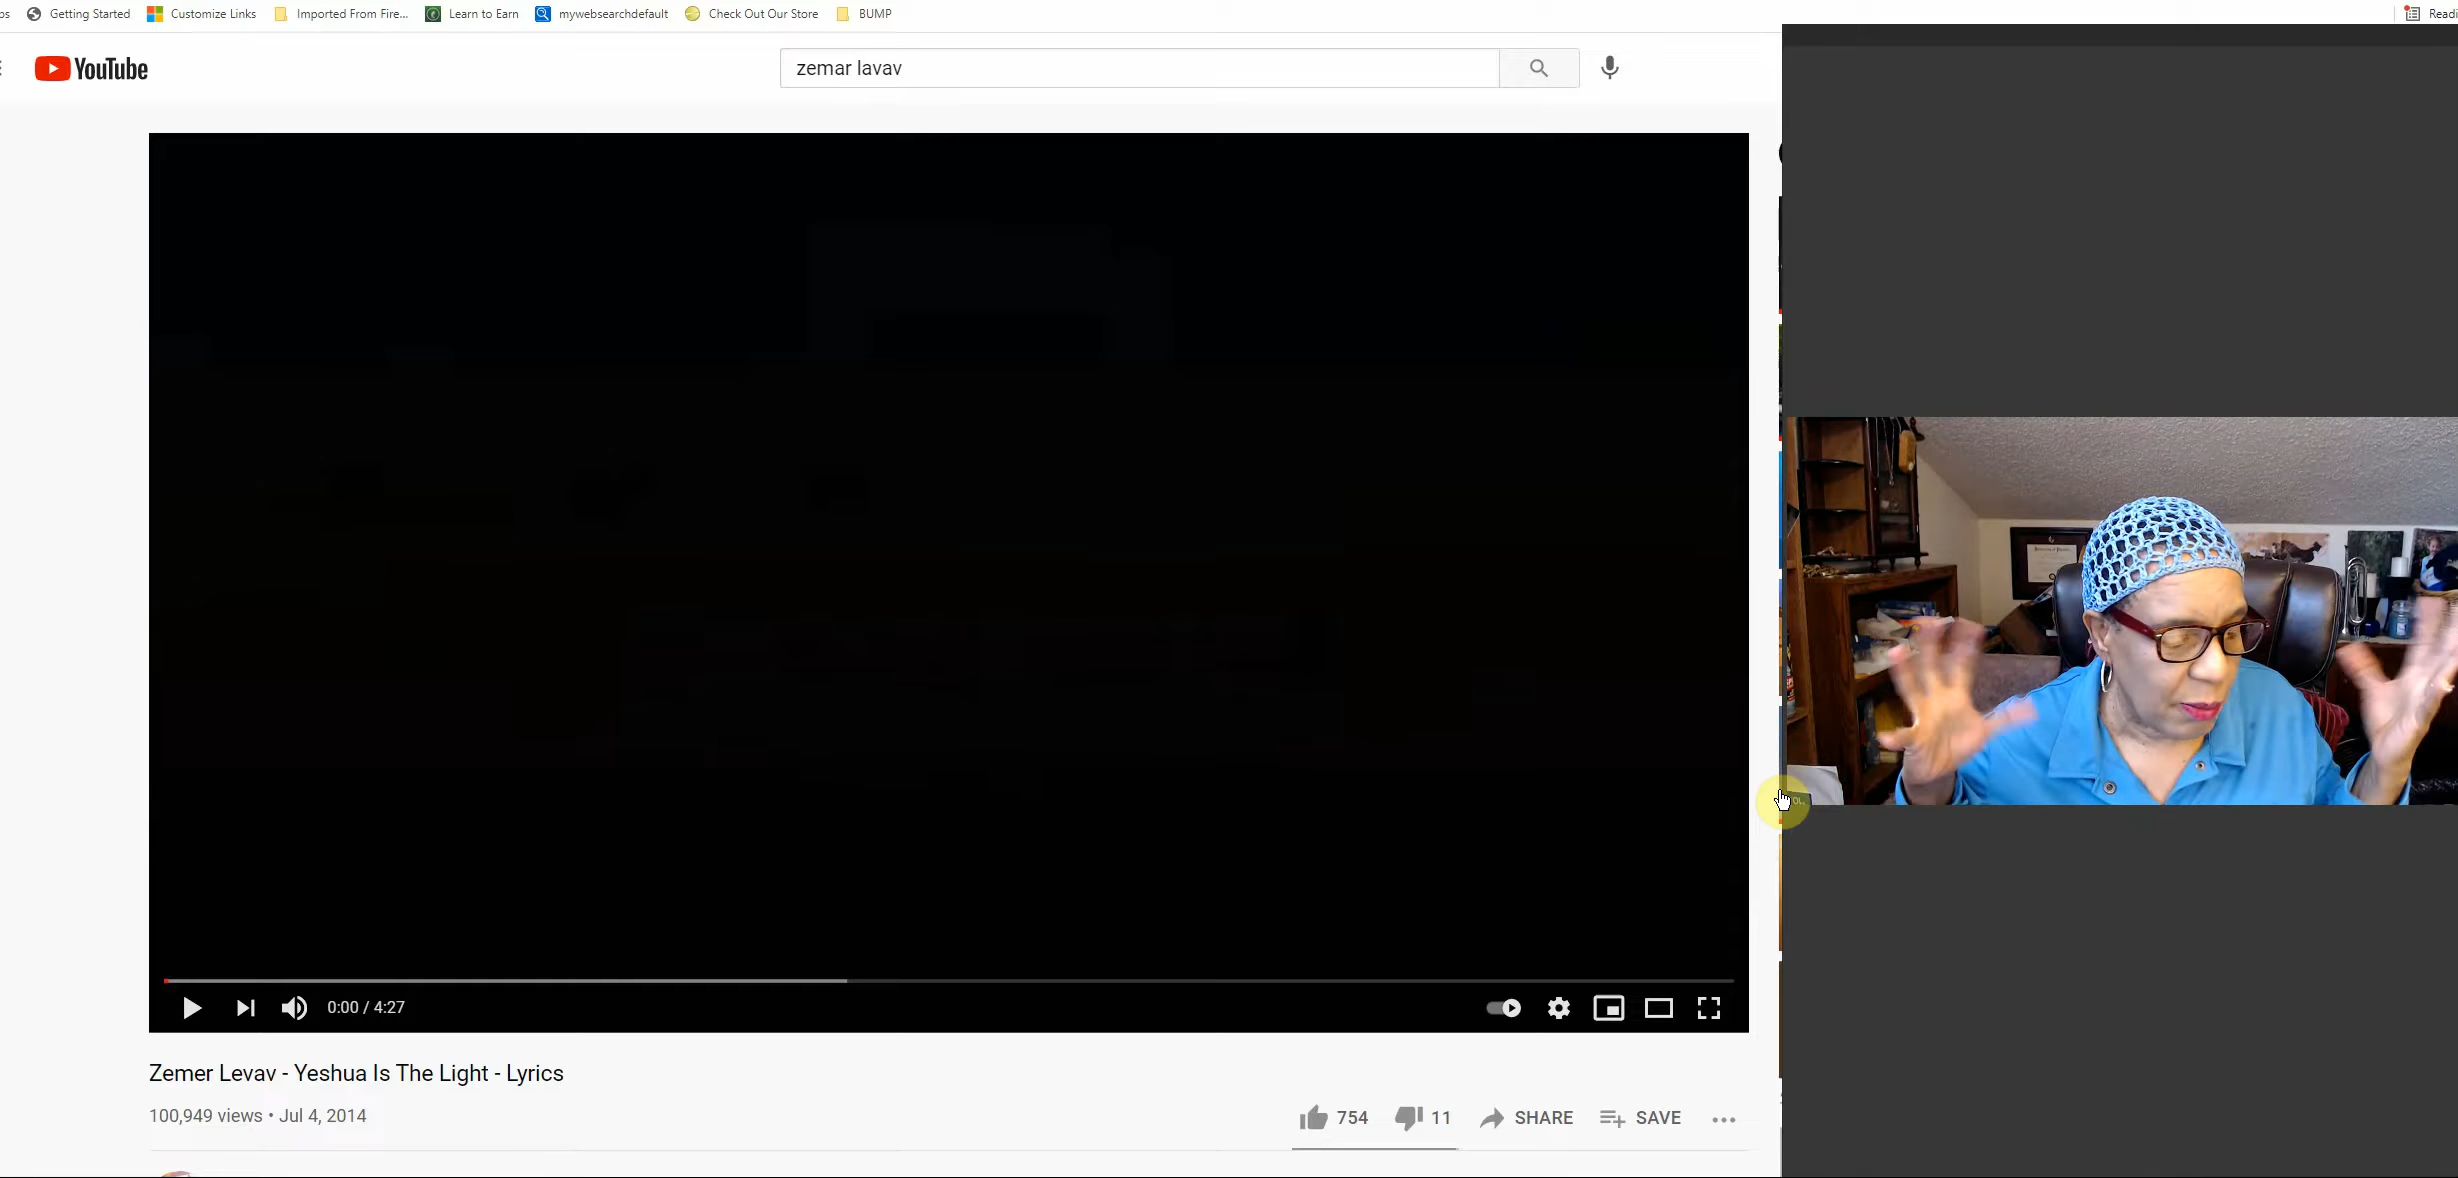 Getting Started Customize Links Imported From Fire... Learn to Earn mywebsearchdefault Check Out Our Store BUMP
YouTube
zemar lavav
0:00 / 4:27
Zemer Levav - Yeshua Is The Light - Lyrics
100,949 views • Jul 4, 2014
754 11 SHARE SAVE